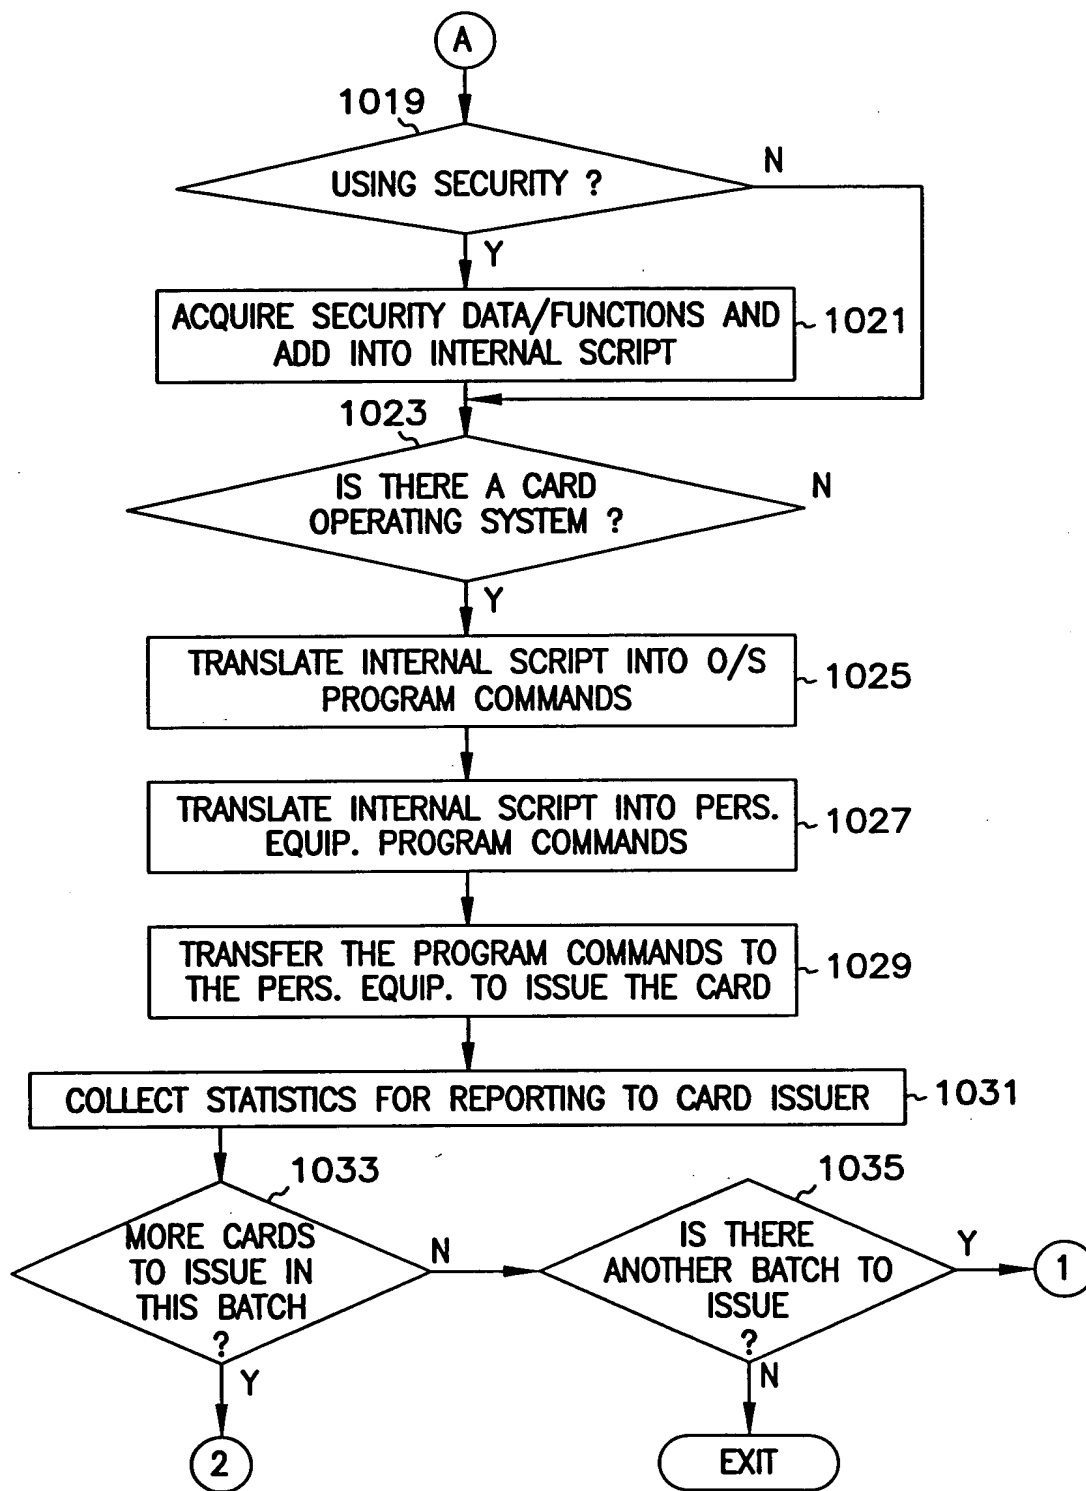 A
1019
USING SECURITY ?
N
Y
ACQUIRE SECURITY DATA/FUNCTIONS AND
ADD INTO INTERNAL SCRIPT
1021
1023
IS THERE A CARD
OPERATING SYSTEM ?
N
Y
TRANSLATE INTERNAL SCRIPT INTO O/S
PROGRAM COMMANDS
1025
TRANSLATE INTERNAL SCRIPT INTO PERS.
EQUIP. PROGRAM COMMANDS
1027
TRANSFER THE PROGRAM COMMANDS TO
THE PERS. EQUIP. TO ISSUE THE CARD
1029
COLLECT STATISTICS FOR REPORTING TO CARD ISSUER
1031
1033
MORE CARDS
TO ISSUE IN
THIS BATCH
?
N
Y
2
1035
IS THERE
ANOTHER BATCH TO
ISSUE
?
Y
1
N
EXIT